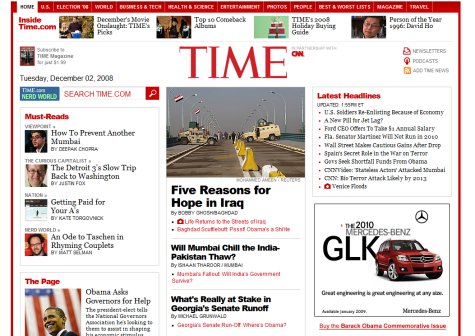 HOME
U.S.
ELECTION '08
WORLD
BUSINESS & TECH
HEALTH & SCIENCE
ENTERTAINMENT
PHOTOS
PEOPLE
BEST & WORST LISTS
MAGAZINE
TRAVEL
Inside
Time.com
December's Movie
Onslaught: TIME's
Picks
Top 10 Comeback
Albums
TIME's 2008
Holiday Buying
Guide
Person of the Year
1996: David Ho
Subscribe to
TIME Magazine
for just $1.99
TIME
IN PARTNERSHIP WITH
CNN
NEWSLETTERS
PODCASTS
ADD TIME NEWS
Tuesday, December 02, 2008
TIME.com
NERD WORLD
SEARCH TIME.COM
Must-Reads
VIEWPOINT »
How To Prevent Another
Mumbai
By DEEPAK CHOPRA
THE CURIOUS CAPITALIST »
The Detroit 3's Slow Trip
Back to Washington
By JUSTIN FOX
NATION »
Getting Paid for
Your A's
By KATE TORGOVNICK
NERD WORLD »
An Ode to Taschen in
Rhyming Couplets
By MATT SELMAN
The Page
Obama Asks
Governors for Help
The president-elect tells
the National Governors
Association he's looking
to them to assist in
shaping his economic
stimulus plan
MOHAMMED AMEEN - REUTERS
Five Reasons for
Hope in Iraq
By BOBBY GHOSH/BAGHDAD
Life Returns to the Streets of Iraq
Baghdad Scuttlebutt: Psssst! Obama's a Shi'ite
Will Mumbai Chill the India-
Pakistan Thaw?
By ISHAAN THAROOR / MUMBAI
Mumbai's Fallout: Will India's Government
Survive?
What's Really at Stake in
Georgia's Senate Runoff
By MICHAEL GRUNWALD
Georgia's Senate Run-Off: Where's Obama?
Latest Headlines
UPDATED: 1:55PM ET
U.S. Soldiers Re-Enlisting Because of Economy
A New Pill for Jet Lag?
Ford CEO Offers To Take $1 Annual Salary
Fla. Senator Martinez Will Not Run in 2010
Wall Street Makes Cautious Gains After Drop
Spain's Secret Role in the War on Terror
Govs Seek Shortfall Funds From Obama
CNNVideo: 'Stateless Actors' Attacked Mumbai
CNN: Bio Terror Attack Likely by 2013
Venice Floods
THE 2010
MERCEDES-BENZ
GLK
Great engineering is great engineering at any size.
Available January 2009.
Mercedes-Benz
Buy the Barack Obama Commemorative Issue